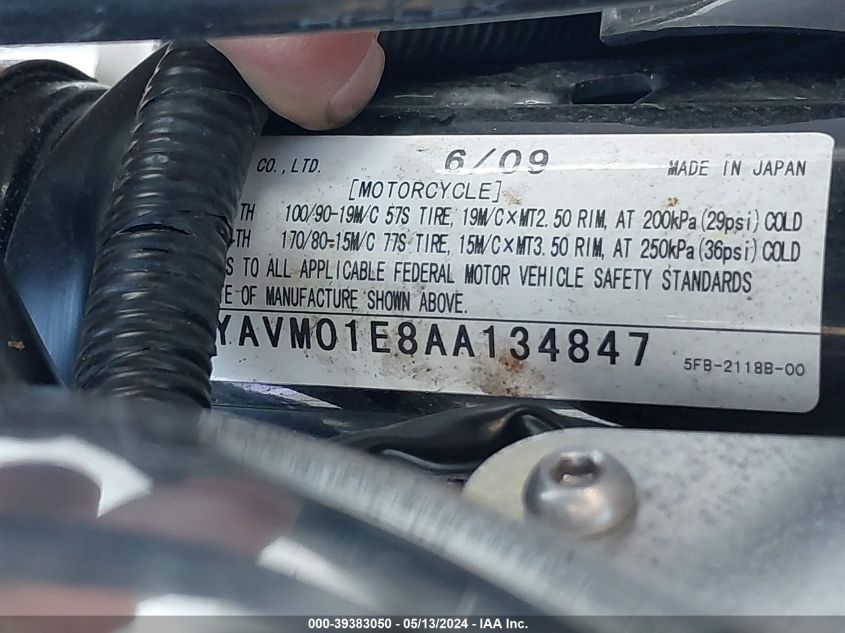 CO., LTD. 6/09 MADE IN JAPAN
[MOTORCYCLE]
TH 100/90-19M/C 57S TIRE, 19M/C×MT2.50 RIM, AT 200kPa(29psi) COLD
TH 170/80-15M/C 77S TIRE, 15M/C×MT3.50 RIM, AT 250kPa(36psi) COLD
S TO ALL APPLICABLE FEDERAL MOTOR VEHICLE SAFETY STANDARDS
E OF MANUFACTURE SHOWN ABOVE.
YAVM01E8AA134847 5FB-2118B-00
000-39383050 - 05/13/2024 - IAA Inc.